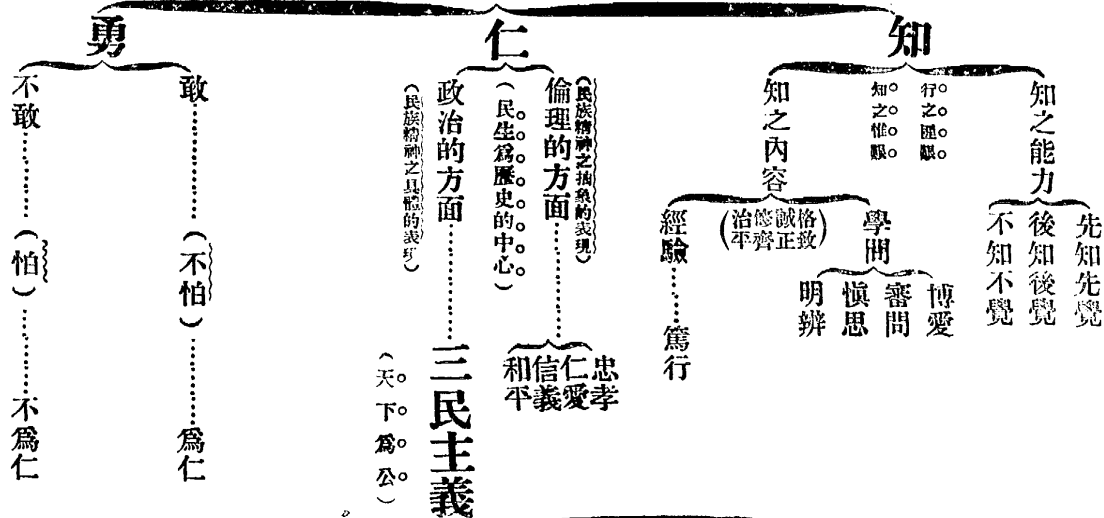 知
知之能力
先知先覺
後知後覺
不知不覺
行之匪艱
知之惟艱
知之內容
學問
博愛
審問
愼思
明辨
(格致
誠正
修齊
治平)
經驗……篤行
仁
(民族精神之抽象的表現)
倫理的方面
忠孝
仁愛
信義
和平
(民生爲歷史的中心)
政治的方面
(民族精神之具體的表現)
三民主義
(天下爲公)
勇
敢……(不怕)……爲仁
不敢……(怕)……不爲仁